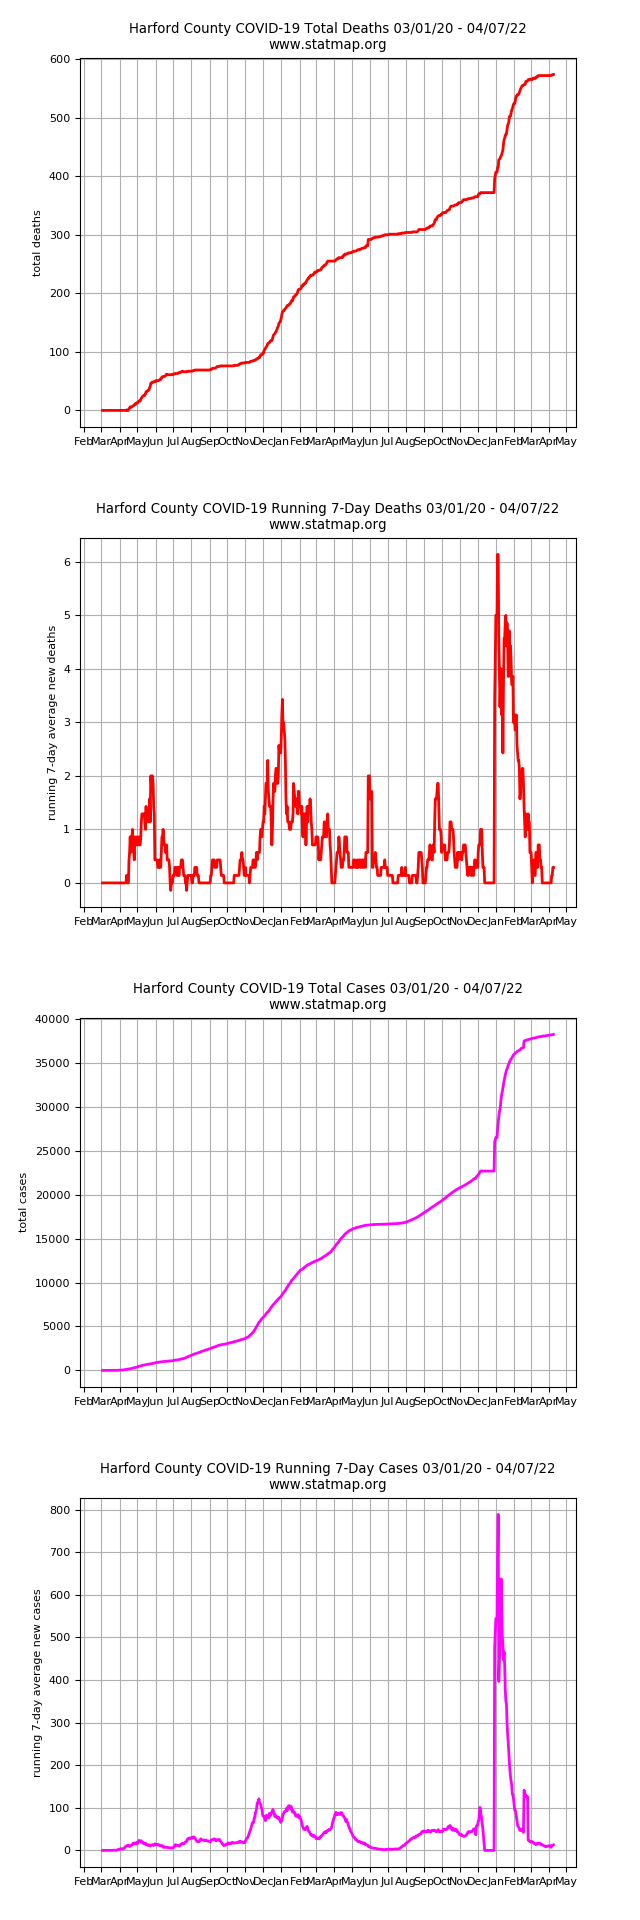 Harford County COVID-19 Total Deaths 03/01/20 - 04/07/22
www.statmap.org
600
500
400
300
200
100
0
total deaths
Feb Mar Apr May Jun Jul Aug Sep Oct Nov Dec Jan Feb Mar Apr May Jun Jul Aug Sep Oct Nov Dec Jan Feb Mar Apr May
Harford County COVID-19 Running 7-Day Deaths 03/01/20 - 04/07/22
www.statmap.org
6
5
4
3
2
1
0
running 7-day average new deaths
Feb Mar Apr May Jun Jul Aug Sep Oct Nov Dec Jan Feb Mar Apr May Jun Jul Aug Sep Oct Nov Dec Jan Feb Mar Apr May
Harford County COVID-19 Total Cases 03/01/20 - 04/07/22
www.statmap.org
40000
35000
30000
25000
20000
15000
10000
5000
0
total cases
Feb Mar Apr May Jun Jul Aug Sep Oct Nov Dec Jan Feb Mar Apr May Jun Jul Aug Sep Oct Nov Dec Jan Feb Mar Apr May
Harford County COVID-19 Running 7-Day Cases 03/01/20 - 04/07/22
www.statmap.org
800
700
600
500
400
300
200
100
0
running 7-day average new cases
Feb Mar Apr May Jun Jul Aug Sep Oct Nov Dec Jan Feb Mar Apr May Jun Jul Aug Sep Oct Nov Dec Jan Feb Mar Apr May